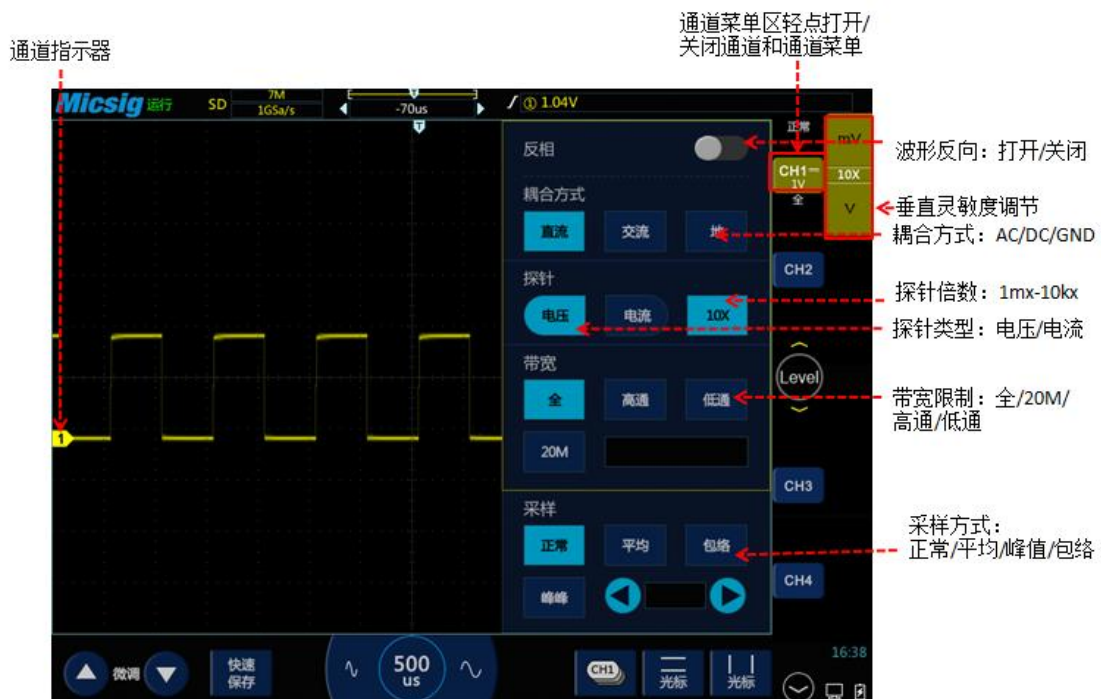 通道菜单区轻点打开/
关闭通道和通道菜单
通道指示器
Micsig 运行
SD
7M
1GSa/s
-70us
T
① 1.04V
T
反相
正常
mV
波形反向：打开/关闭
CH1
1V
全
10X
V
垂直灵敏度调节
耦合方式
直流
交流
地
耦合方式：AC/DC/GND
CH2
探针
电压
电流
10X
探针倍数：1mx-10kx
探针类型：电压/电流
带宽
全
高通
低通
Level
带宽限制：全/20M/
高通/低通
1
20M
CH3
采样
正常
平均
包络
采样方式：
正常/平均/峰值/包络
峰峰
CH4
微调
快速
保存
500
us
CH1
光标
光标
16:38